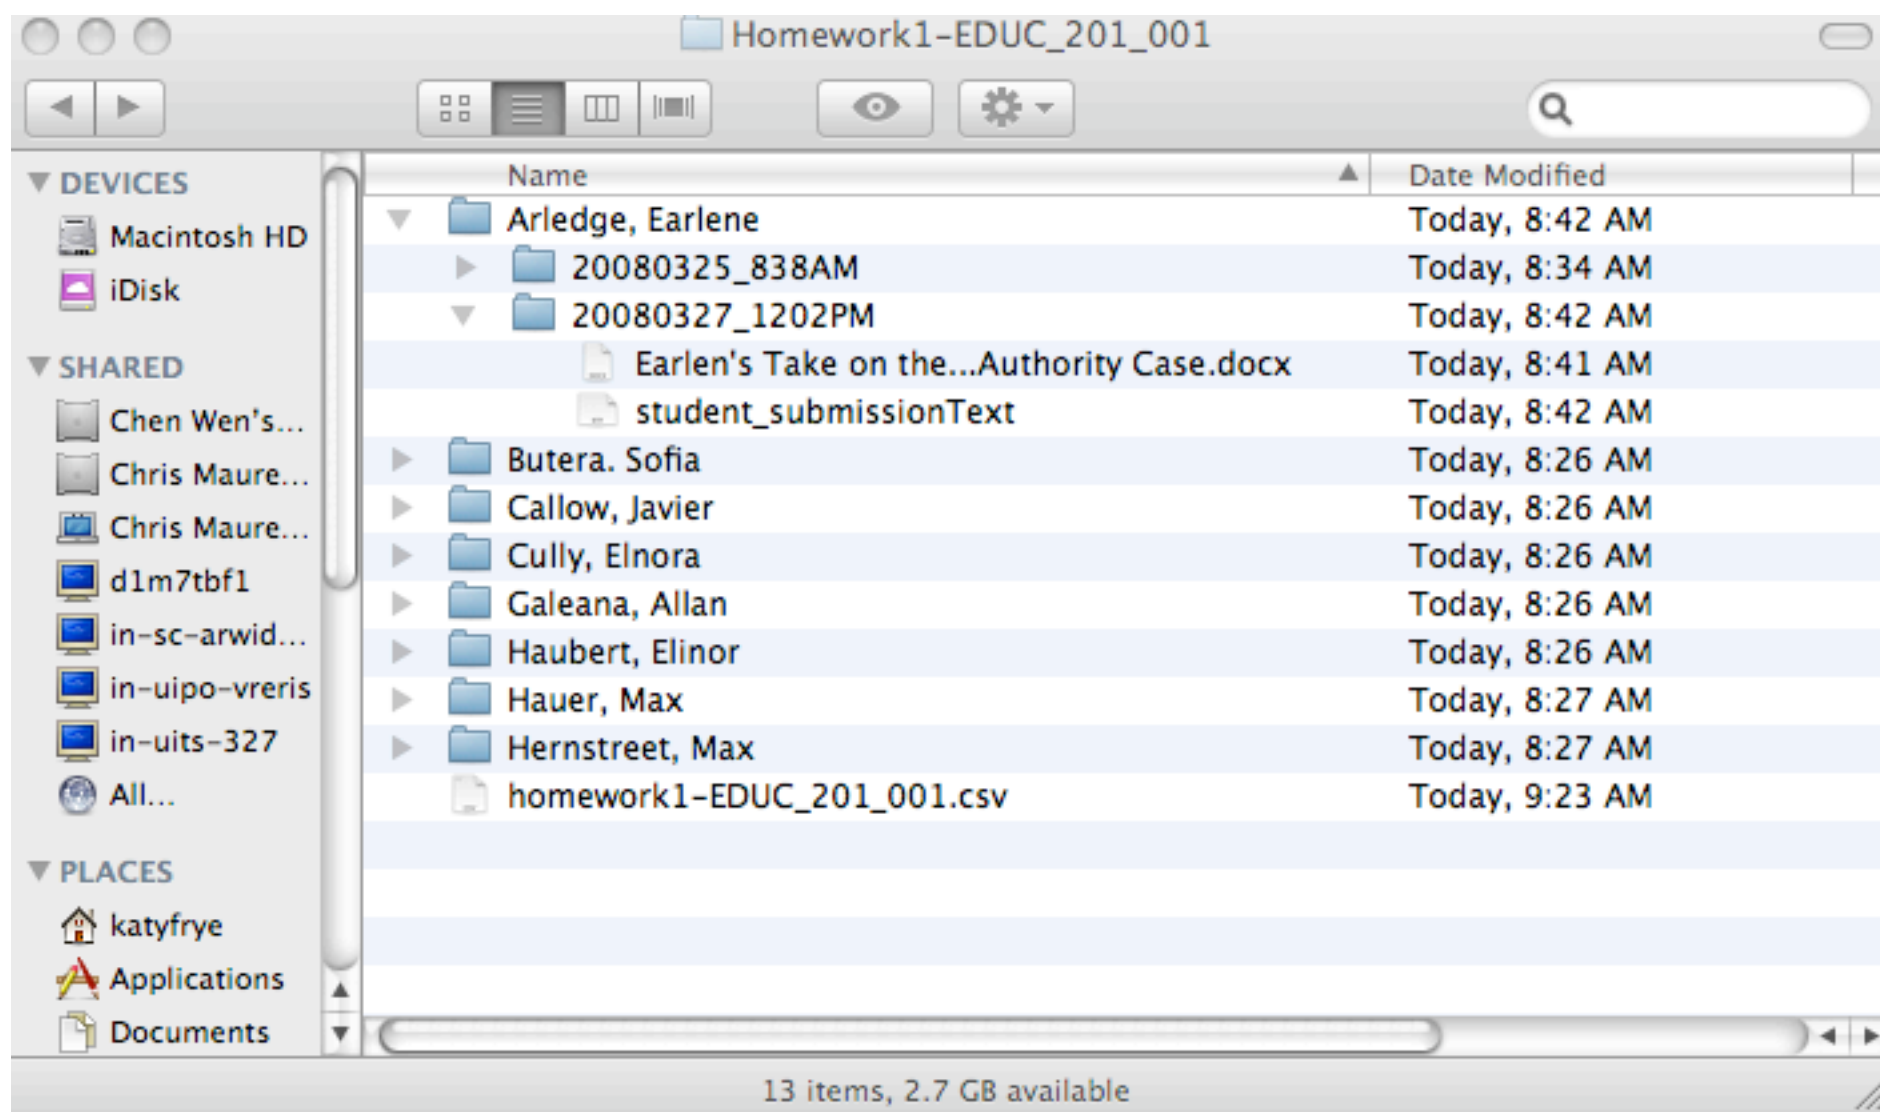 Homework1-EDUC_201_001
DEVICES
Macintosh HD
iDisk
SHARED
Chen Wen's...
Chris Maure...
Chris Maure...
d1m7tbf1
in-sc-arwid...
in-uipo-vreris
in-uits-327
All...
PLACES
katyfrye
Applications
Documents
Name Date Modified
Arledge, Earlene Today, 8:42 AM
20080325_838AM Today, 8:34 AM
20080327_1202PM Today, 8:42 AM
Earlen's Take on the...Authority Case.docx Today, 8:41 AM
student_submissionText Today, 8:42 AM
Butera. Sofia Today, 8:26 AM
Callow, Javier Today, 8:26 AM
Cully, Elnora Today, 8:26 AM
Galeana, Allan Today, 8:26 AM
Haubert, Elinor Today, 8:26 AM
Hauer, Max Today, 8:27 AM
Hernstreet, Max Today, 8:27 AM
homework1-EDUC_201_001.csv Today, 9:23 AM
13 items, 2.7 GB available